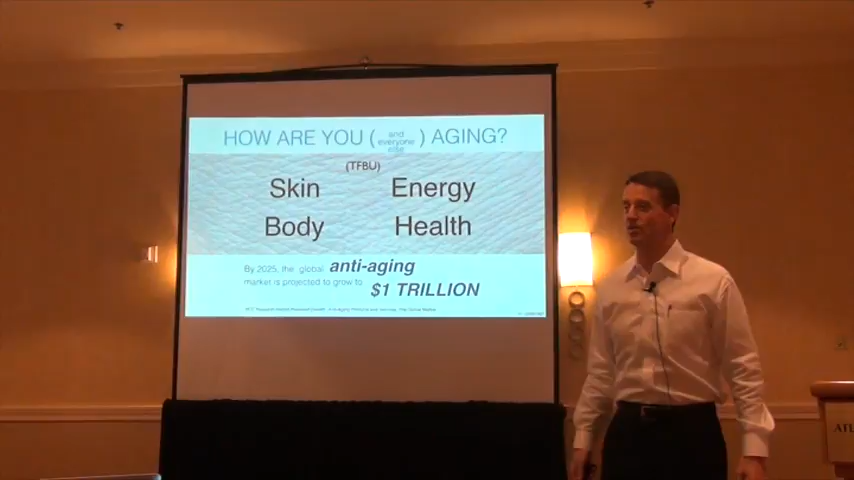 HOW ARE YOU ( and everyone else ) AGING?
(TFBU)
Skin Energy
Body Health
By 2025, the global anti-aging
market is projected to grow to $1 TRILLION